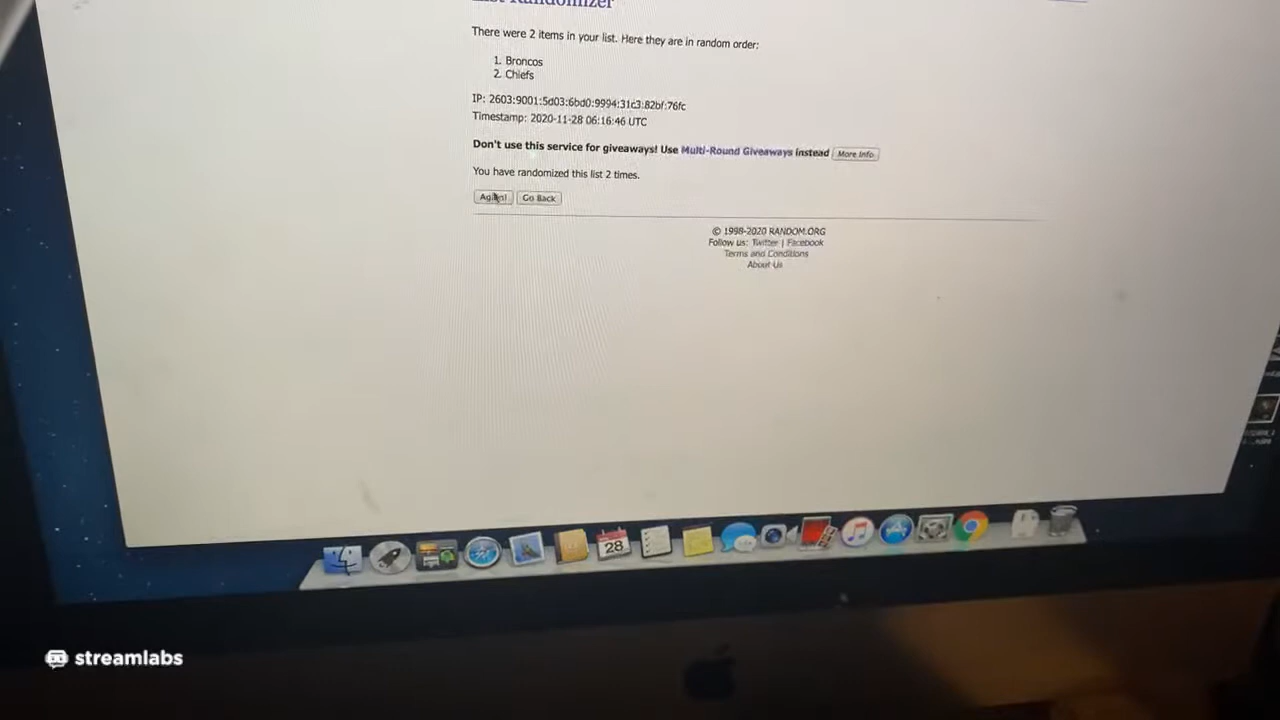 List Randomizer
There were 2 items in your list. Here they are in random order:
1. Broncos
2. Chiefs
IP: 2603:9001:5d03:6bd0:9994:31c3:82bf:76fc
Timestamp: 2020-11-28 06:16:46 UTC
Don't use this service for giveaways! Use Multi-Round Giveaways instead More Info
You have randomized this list 2 times.
Again! Go Back
© 1998-2020 RANDOM.ORG
Follow us: Twitter | Facebook
Terms and Conditions
About Us
28
streamlabs